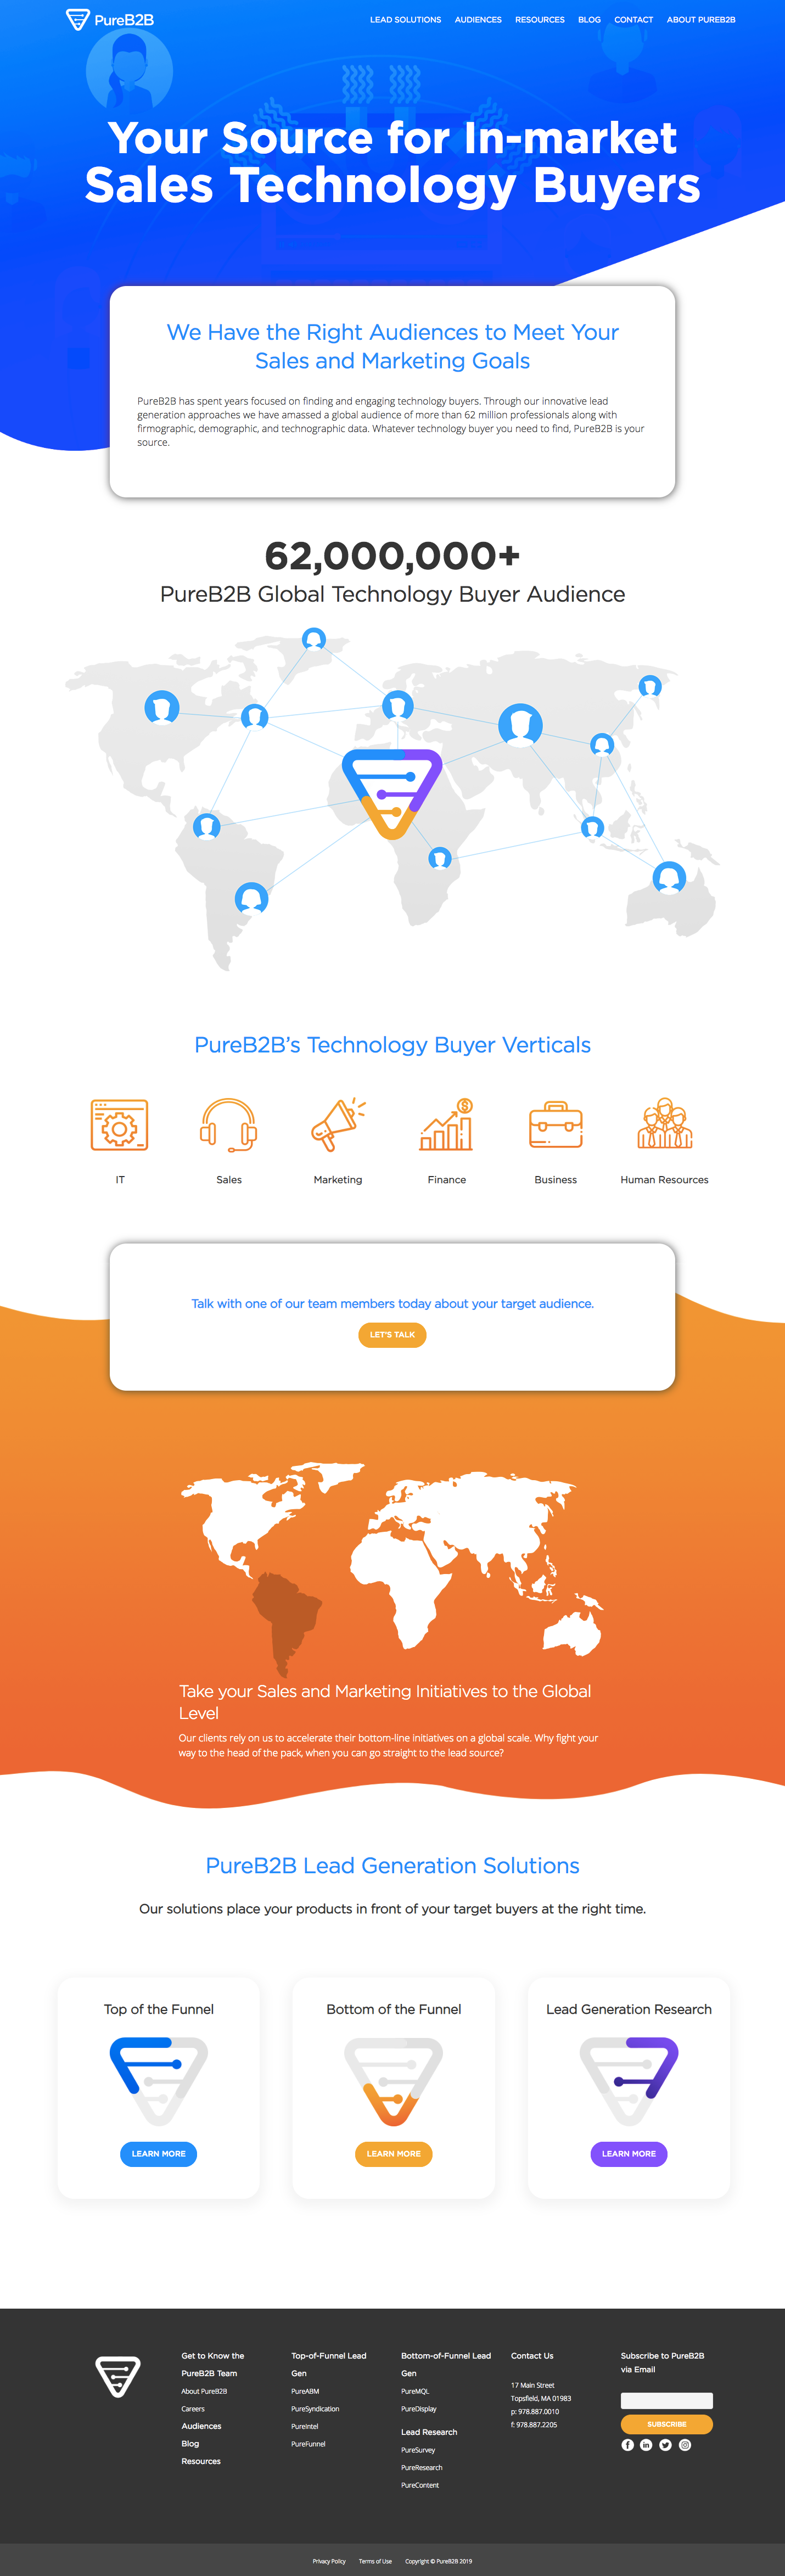 PureB2B
LEAD SOLUTIONS AUDIENCES RESOURCES BLOG CONTACT ABOUT PUREB2B
Your Source for In-market
Sales Technology Buyers
We Have the Right Audiences to Meet Your
Sales and Marketing Goals
PureB2B has spent years focused on finding and engaging technology buyers. Through our innovative lead
generation approaches we have amassed a global audience of more than 62 million professionals along with
firmographic, demographic, and technographic data. Whatever technology buyer you need to find, PureB2B is your
source.
62,000,000+
PureB2B Global Technology Buyer Audience
PureB2B’s Technology Buyer Verticals
$
IT
Sales
Marketing
Finance
Business
Human Resources
Talk with one of our team members today about your target audience.
LET'S TALK
Take your Sales and Marketing Initiatives to the Global
Level
Our clients rely on us to accelerate their bottom-line initiatives on a global scale. Why fight your
way to the head of the pack, when you can go straight to the lead source?
PureB2B Lead Generation Solutions
Our solutions place your products in front of your target buyers at the right time.
Top of the Funnel
LEARN MORE
Bottom of the Funnel
LEARN MORE
Lead Generation Research
LEARN MORE
Get to Know the
PureB2B Team
About PureB2B
Careers
Audiences
Blog
Resources
Top-of-Funnel Lead
Gen
PureABM
PureSyndication
PureIntel
PureFunnel
Bottom-of-Funnel Lead
Gen
PureMQL
PureDisplay
Lead Research
PureSurvey
PureResearch
PureContent
Contact Us
17 Main Street
Topsfield, MA 01983
p: 978.887.0010
f: 978.887.2205
Subscribe to PureB2B
via Email
SUBSCRIBE
Privacy Policy Terms of Use Copyright © PureB2B 2019